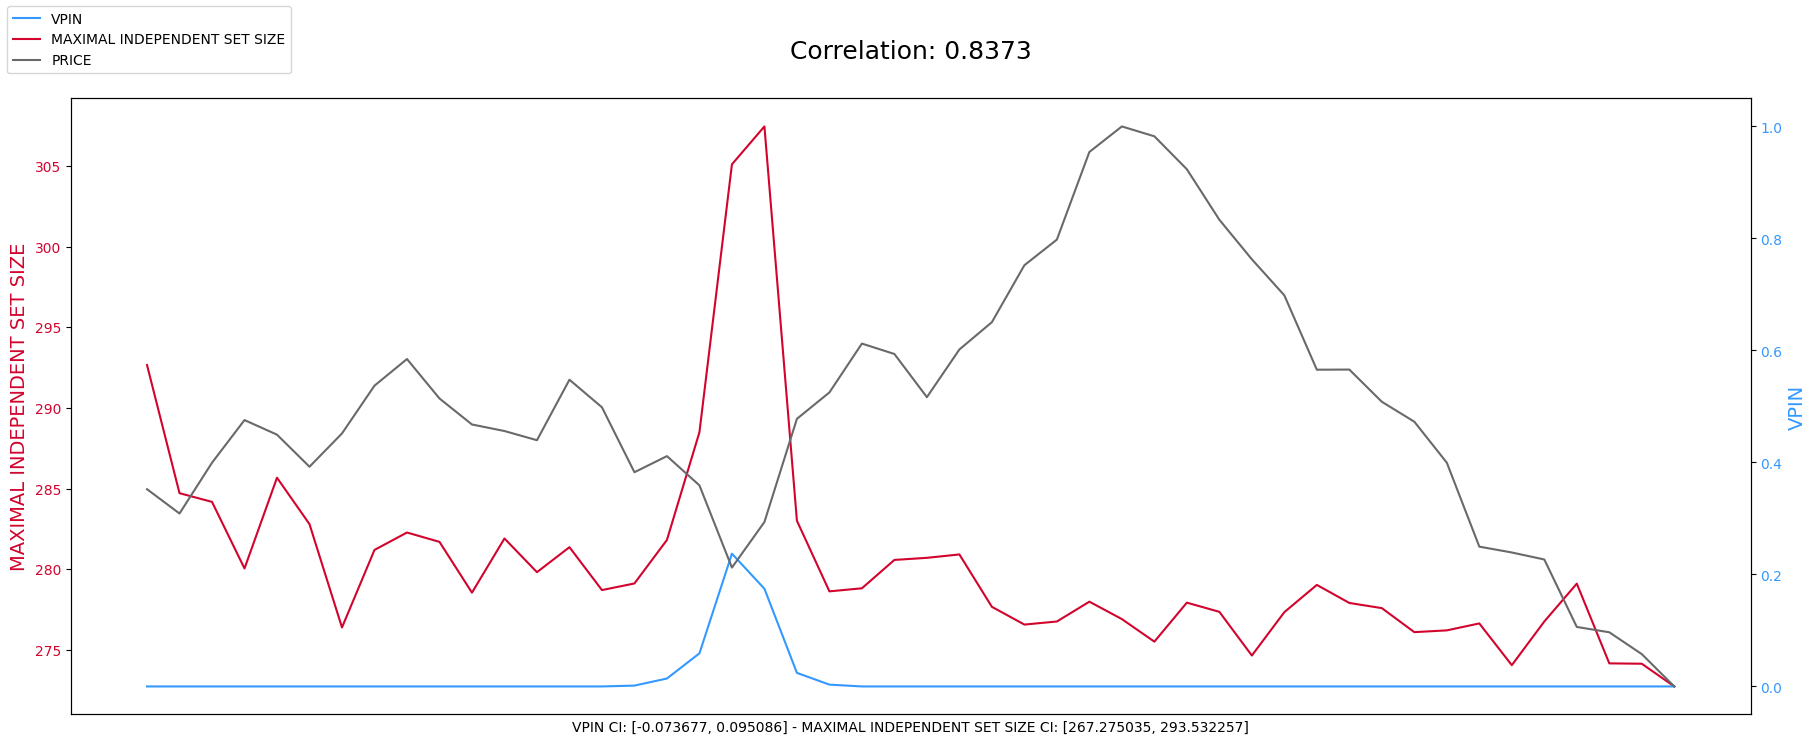 VPIN
MAXIMAL INDEPENDENT SET SIZE
PRICE
Correlation: 0.8373
MAXIMAL INDEPENDENT SET SIZE
305
300
295
290
285
280
275
1.0
0.8
0.6
0.4
0.2
0.0
VPIN
VPIN CI: [-0.073677, 0.095086] - MAXIMAL INDEPENDENT SET SIZE CI: [267.275035, 293.532257]